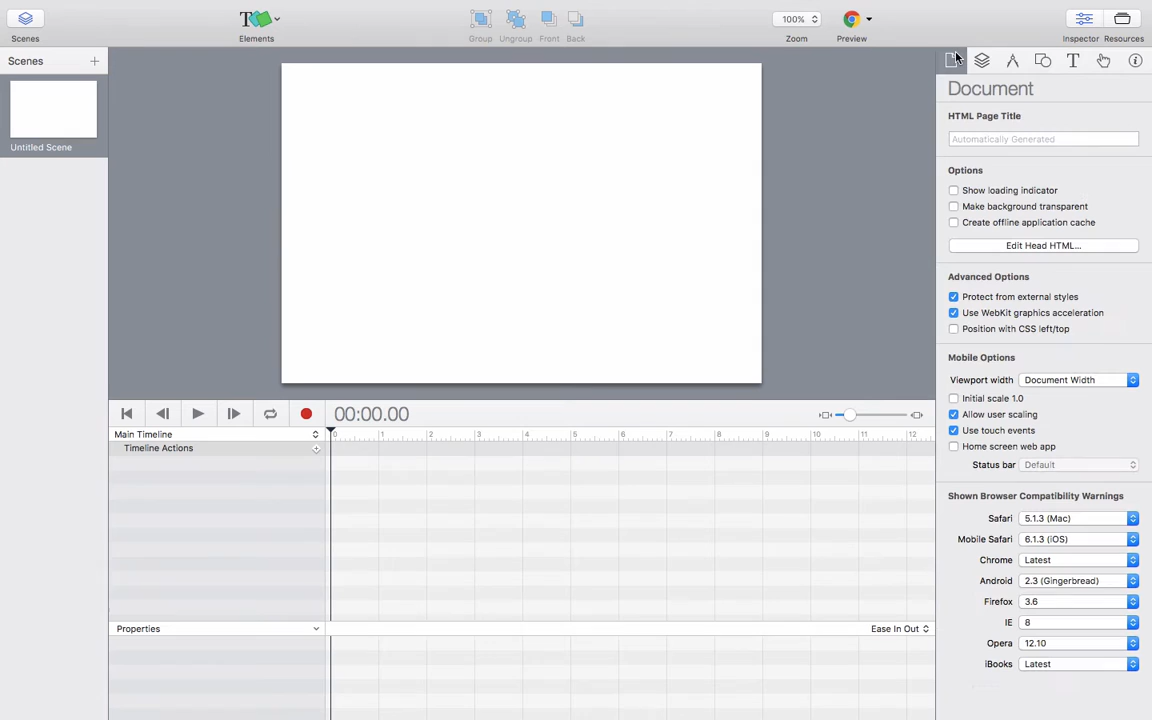 Scenes
Elements
Group
Ungroup
Front
Back
100%
Zoom
Preview
Inspector
Resources
Scenes
Untitled Scene
Document
HTML Page Title
Automatically Generated
Options
Show loading indicator
Make background transparent
Create offline application cache
Edit Head HTML...
Advanced Options
Protect from external styles
Use WebKit graphics acceleration
Position with CSS left/top
Mobile Options
Viewport width Document Width
Initial scale 1.0
Allow user scaling
Use touch events
Home screen web app
Status bar Default
Shown Browser Compatibility Warnings
Safari 5.1.3 (Mac)
Mobile Safari 6.1.3 (iOS)
Chrome Latest
Android 2.3 (Gingerbread)
Firefox 3.6
IE 8
Opera 12.10
iBooks Latest
00:00.00
Main Timeline
0 1 2 3 4 5 6 7 8 9 10 11 12
Timeline Actions
Properties
Ease In Out